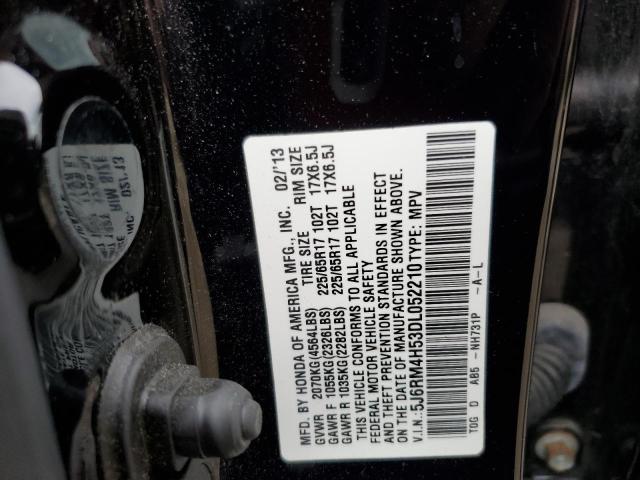 MFD. BY HONDA OF AMERICA MFG., INC. 02/'13
TIRE SIZE RIM SIZE
GVWR 2070KG(4564LBS)
GAWR F 1055KG(2328LBS) 225/65R17 102T 17X6.5J
GAWR R 1035KG(2282LBS) 225/65R17 102T 17X6.5J
THIS VEHICLE CONFORMS TO ALL APPLICABLE
FEDERAL MOTOR VEHICLE SAFETY
AND THEFT PREVENTION STANDARDS IN EFFECT
ON THE DATE OF MANUFACTURE SHOWN ABOVE.
V.I.N.:5J6RM4H53DL052210 TYPE: MPV
TOG D AB5 -NH731P -A-L